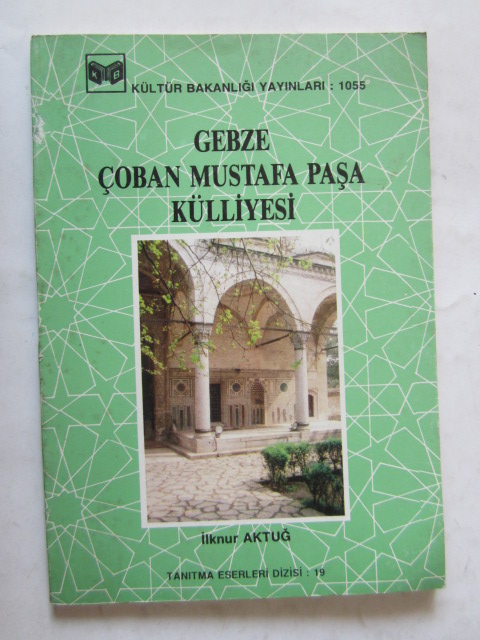 K B
KÜLTÜR BAKANLIĞI YAYINLARI : 1055
GEBZE
ÇOBAN MUSTAFA PAŞA
KÜLLİYESİ
İlknur AKTUĞ
TANITMA ESERLERİ DİZİSİ : 19